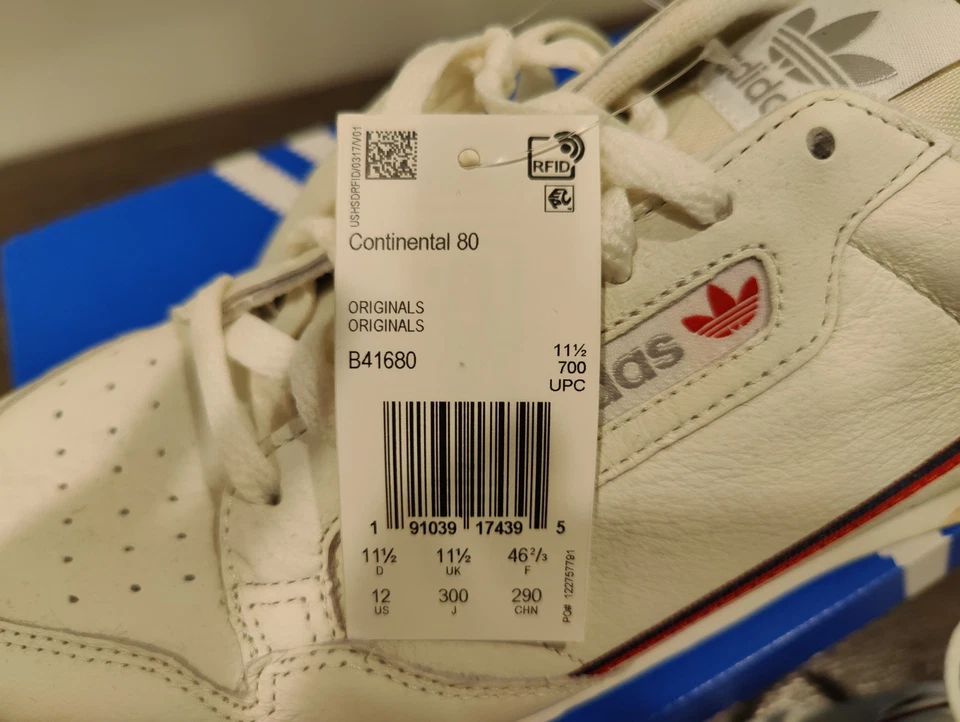 adidas
USHSDRFID/0317/V01
RFID
Continental 80
ORIGINALS
ORIGINALS
B41680
11½
700
UPC
das
1 91039 17439 5
11½ 11½ 46⅔
D UK F
12 300 290
US J CHN
PO# 122757791